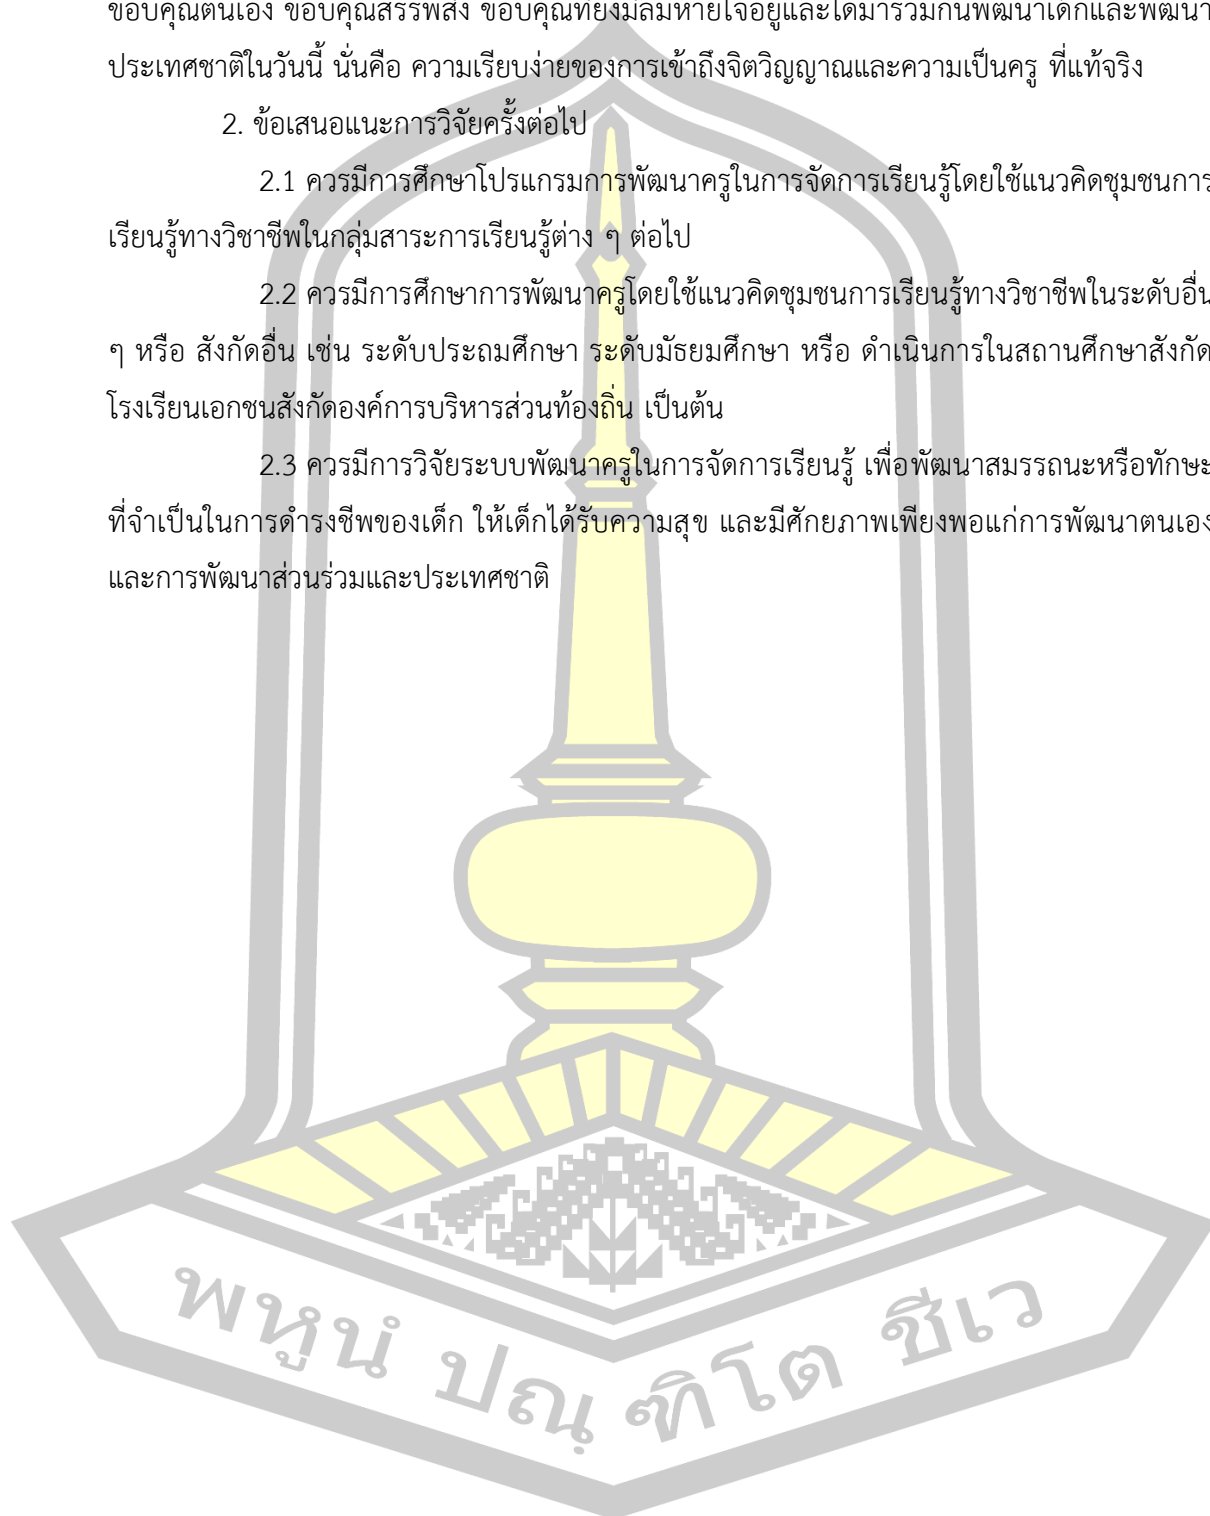 ขอบคุณตนเอง ขอบคุณสรรพสิ่ง ขอบคุณที่ยังมีลมหายใจอยู่และได้มาร่วมกันพัฒนาเด็กและพัฒนา
ประเทศชาติในวันนี้ นั่นคือ ความเรียบง่ายของการเข้าถึงจิตวิญญาณและความเป็นครู ที่แท้จริง
2. ข้อเสนอแนะการวิจัยครั้งต่อไป
2.1 ควรมีการศึกษาโปรแกรมการพัฒนาครูในการจัดการเรียนรู้โดยใช้แนวคิดชุมชนการ
เรียนรู้ทางวิชาชีพในกลุ่มสาระการเรียนรู้ต่าง ๆ ต่อไป
2.2 ควรมีการศึกษาการพัฒนาครูโดยใช้แนวคิดชุมชนการเรียนรู้ทางวิชาชีพในระดับอื่น
ๆ หรือ สังกัดอื่น เช่น ระดับประถมศึกษา ระดับมัธยมศึกษา หรือ ดำเนินการในสถานศึกษาสังกัด
โรงเรียนเอกชนสังกัดองค์การบริหารส่วนท้องถิ่น เป็นต้น
2.3 ควรมีการวิจัยระบบพัฒนาครูในการจัดการเรียนรู้ เพื่อพัฒนาสมรรถนะหรือทักษะ
ที่จำเป็นในการดำรงชีพของเด็ก ให้เด็กได้รับความสุข และมีศักยภาพเพียงพอแก่การพัฒนาตนเอง
และการพัฒนาส่วนร่วมและประเทศชาติ
พหูนํ ปณฺฑิโต ชีเว